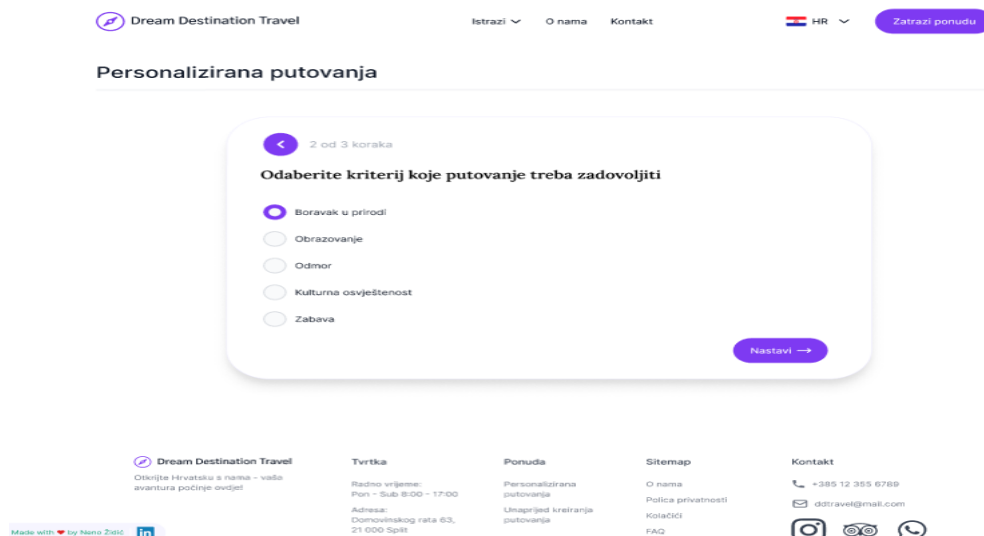 Dream Destination Travel
Istrazi
O nama
Kontakt
HR
Zatrazi ponudu
Personalizirana putovanja
2 od 3 koraka
Odaberite kriterij koje putovanje treba zadovoljiti
Boravak u prirodi
Obrazovanje
Odmor
Kulturna osvještenost
Zabava
Nastavi →
Dream Destination Travel
Otkrijte Hrvatsku s nama - vaša
avantura počinje ovdje!
Tvrtka
Radno vrijeme:
Pon - Sub 8:00 - 17:00
Adresa:
Domovinskog rata 63,
21 000 Split
Ponuda
Personalizirana
putovanja
Unaprijed kreiranja
putovanja
Sitemap
O nama
Polica privatnosti
Kolačići
FAQ
Kontakt
+385 12 355 6789
ddtravel@mail.com
Made with ❤ by Neno Židić
in